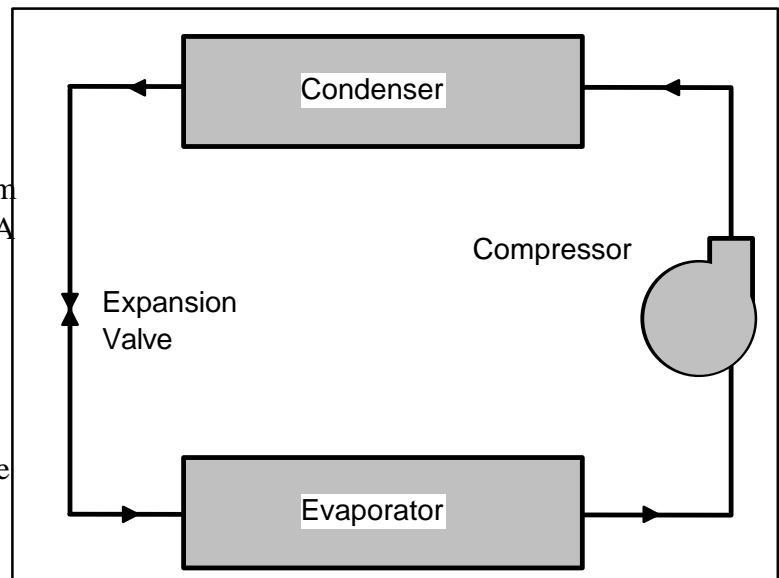 Condenser
m
A
Compressor
Expansion
Valve
e
Evaporator